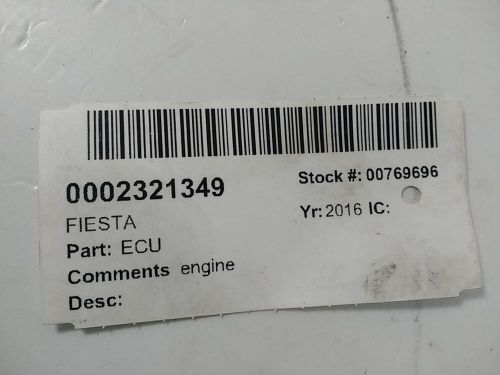 0002321349 Stock #: 00769696
FIESTA Yr: 2016 IC:
Part: ECU
Comments engine
Desc: